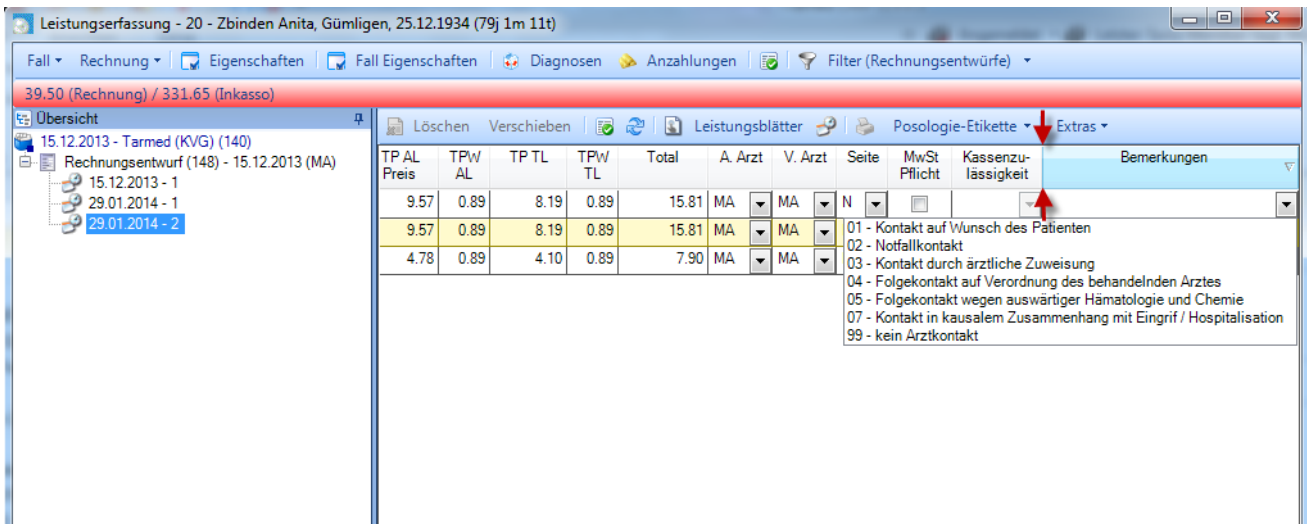 Leistungserfassung - 20 - Zbinden Anita, Gümligen, 25.12.1934 (79j 1m 11t)
Fall Rechnung Eigenschaften Fall Eigenschaften Diagnosen Anzahlungen Filter (Rechnungsentwürfe)
39.50 (Rechnung) / 331.65 (Inkasso)
Übersicht
15.12.2013 - Tarmed (KVG) (140)
Rechnungsentwurf (148) - 15.12.2013 (MA)
15.12.2013 - 1
29.01.2014 - 1
29.01.2014 - 2
Löschen Verschieben Leistungsblätter Posologie-Etikette Extras
TP AL Preis TPW AL TP TL TPW TL Total A. Arzt V. Arzt Seite MwSt Pflicht Kassenzu-lässigkeit Bemerkungen
9.57 0.89 8.19 0.89 15.81 MA MA N
9.57 0.89 8.19 0.89 15.81 MA MA
4.78 0.89 4.10 0.89 7.90 MA MA
01 - Kontakt auf Wunsch des Patienten
02 - Notfallkontakt
03 - Kontakt durch ärztliche Zuweisung
04 - Folgekontakt auf Verordnung des behandelnden Arztes
05 - Folgekontakt wegen auswärtiger Hämatologie und Chemie
07 - Kontakt in kausalem Zusammenhang mit Eingrif / Hospitalisation
99 - kein Arztkontakt